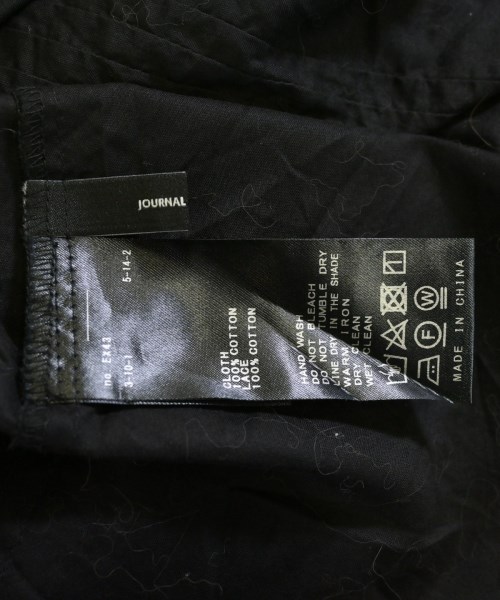 JOURNAL
no. EX43
3-10-1
5-14-2
CLOTH
100% COTTON
LACE
100% COTTON
HAND WASH
DO NOT BLEACH
DO NOT TUMBLE DRY
LINE DRY IN THE SHADE
WARM IRON
DRY CLEAN
WET CLEAN
F
W
MADE IN CHINA